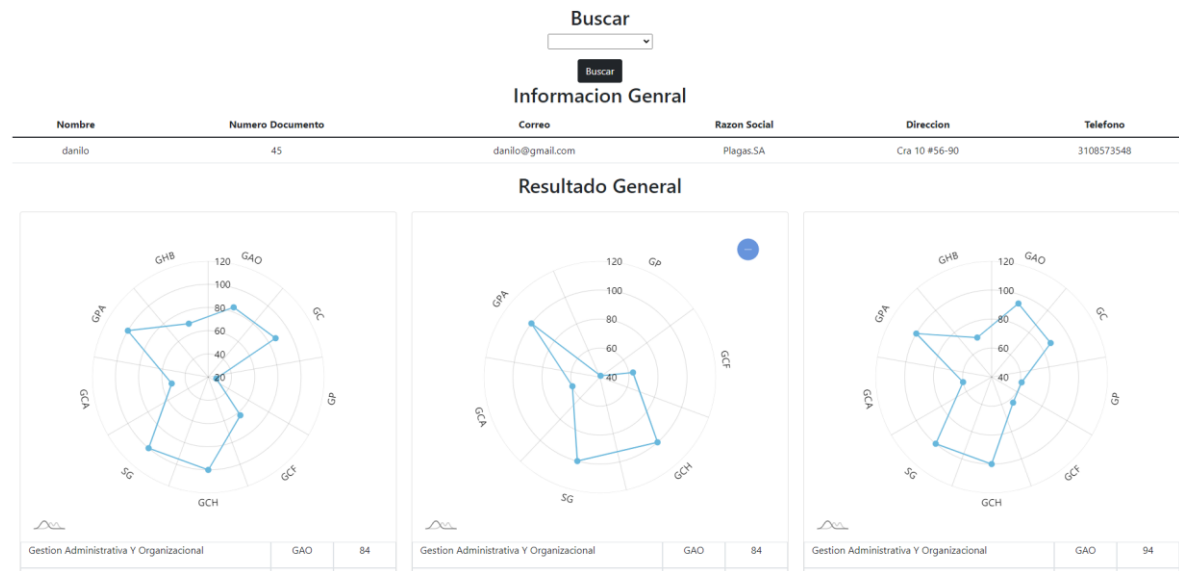 Buscar
Buscar
Informacion Genral
Nombre Numero Documento Correo Razon Social Direccion Telefono
danilo 45 danilo@gmail.com Plagas.SA Cra 10 #56-90 3108573548
Resultado General
GHB 120 GAO
100
GPA 80 GC
60
40
20
GCA GP
SG GCF
GCH
120 GP
100
GPA 80
60 GCF
40
GCA
SG GCH
GHB 120 GAO
100
GPA 80 GC
60
40
GCA GP
SG GCF
GCH
Gestion Administrativa Y Organizacional GAO 84
Gestion Administrativa Y Organizacional GAO 84
Gestion Administrativa Y Organizacional GAO 94